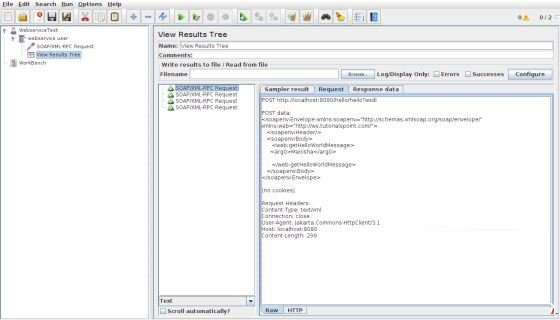 File Edit Search Run Options Help
0 0 / 2
WebserviceTest
webservice user
SOAP/XML-RPC Request
View Results Tree
WorkBench
View Results Tree
Name: View Results Tree
Comments:
Write results to file / Read from file
Filename Browse... Log/Display Only: Errors Successes Configure
SOAP/XML-RPC Request
SOAP/XML-RPC Request
SOAP/XML-RPC Request
SOAP/XML-RPC Request
Text
Scroll automatically?
Sampler result Request Response data
POST http://localhost:8080/hello/hello?wsdl
POST data:
<soapenv:Envelope xmlns:soapenv="http://schemas.xmlsoap.org/soap/envelope/"
xmlns:web="http://ws.tutorialspoint.com/">
<soapenv:Header/>
<soapenv:Body>
<web:getHelloWorldMessage>
<arg0>Manisha</arg0>
</web:getHelloWorldMessage>
</soapenv:Body>
</soapenv:Envelope>
[no cookies]
Request Headers:
Content-Type: text/xml
Connection: close
User-Agent: Jakarta Commons-HttpClient/3.1
Host: localhost:8080
Content-Length: 299
Raw HTTP